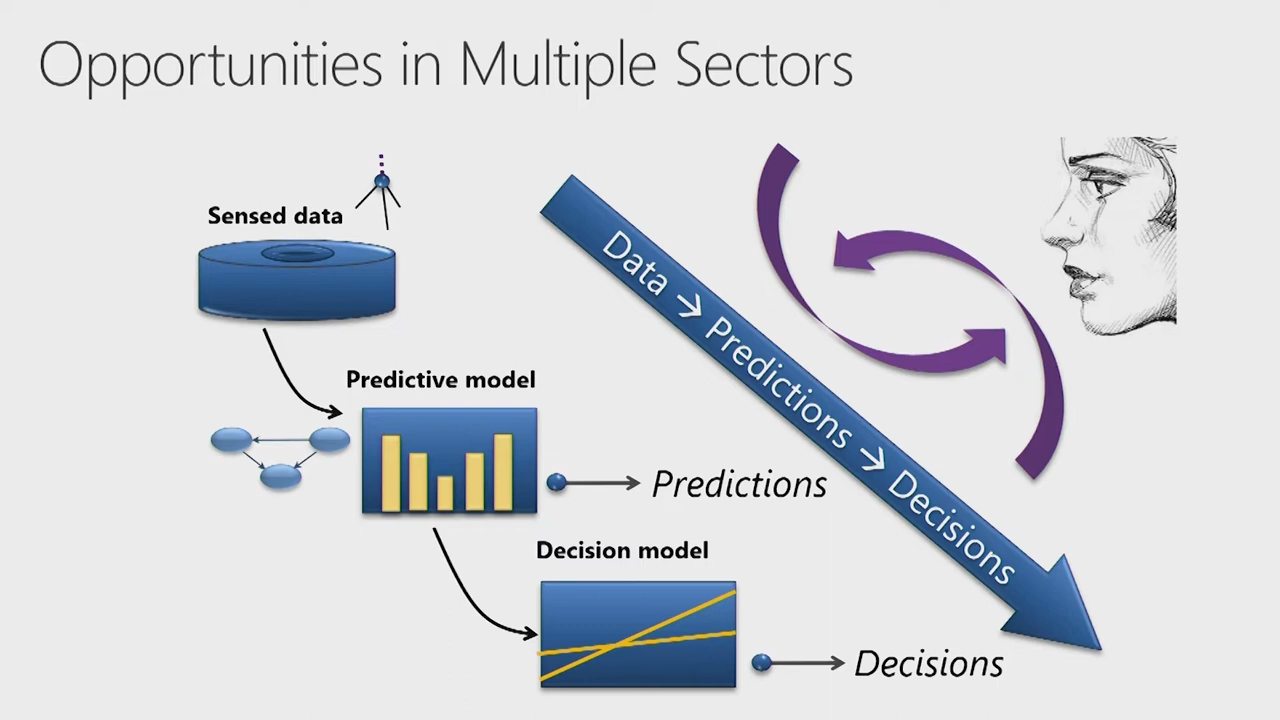 Opportunities in Multiple Sectors
Sensed data
Data → Predictions → Decisions
Predictive model
Predictions
Decision model
Decisions